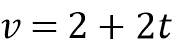 v = 2 + 2t